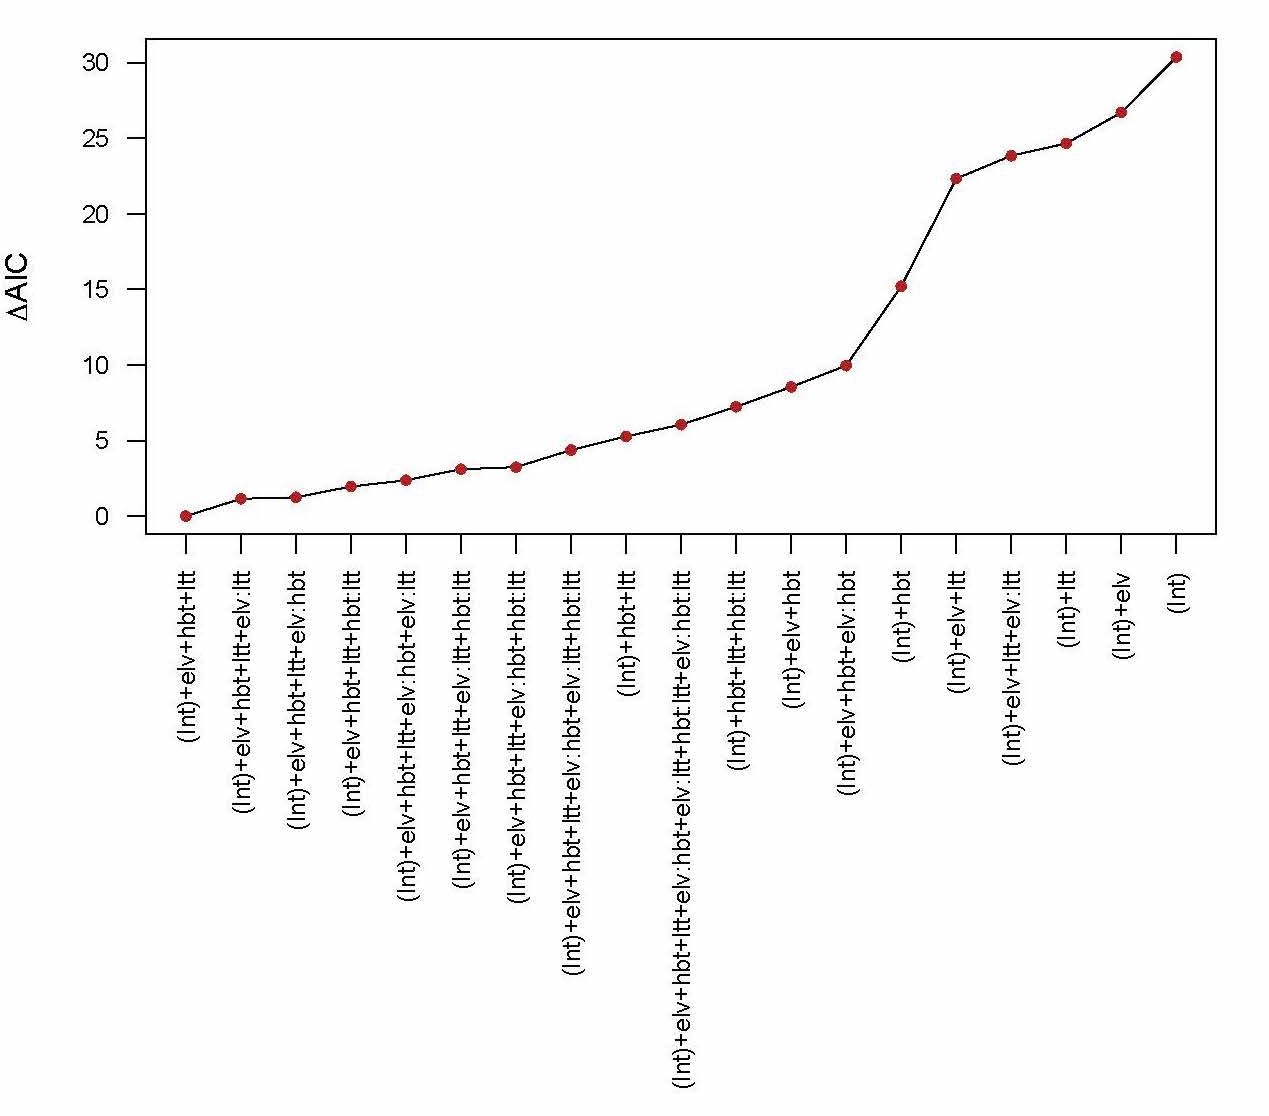 30
25
20
15
10
5
0
ΔAIC
(Int)+elv+hbt+ltt
(Int)+elv+hbt+ltt+elv:ltt
(Int)+elv+hbt+ltt+elv:hbt
(Int)+elv+hbt+ltt+hbt:ltt
(Int)+elv+hbt+ltt+elv:hbt+elv:ltt
(Int)+elv+hbt+ltt+elv:ltt+hbt:ltt
(Int)+elv+hbt+ltt+elv:hbt+hbt:ltt
(Int)+elv+hbt+ltt+elv:hbt+elv:ltt+hbt:ltt
(Int)+hbt+ltt
(Int)+elv+hbt+ltt+elv:hbt+elv:ltt+hbt:ltt+elv:hbt:ltt
(Int)+hbt+ltt+hbt:ltt
(Int)+elv+hbt
(Int)+elv+hbt+elv:hbt
(Int)+hbt
(Int)+elv+ltt
(Int)+elv+ltt+elv:ltt
(Int)+ltt
(Int)+elv
(Int)